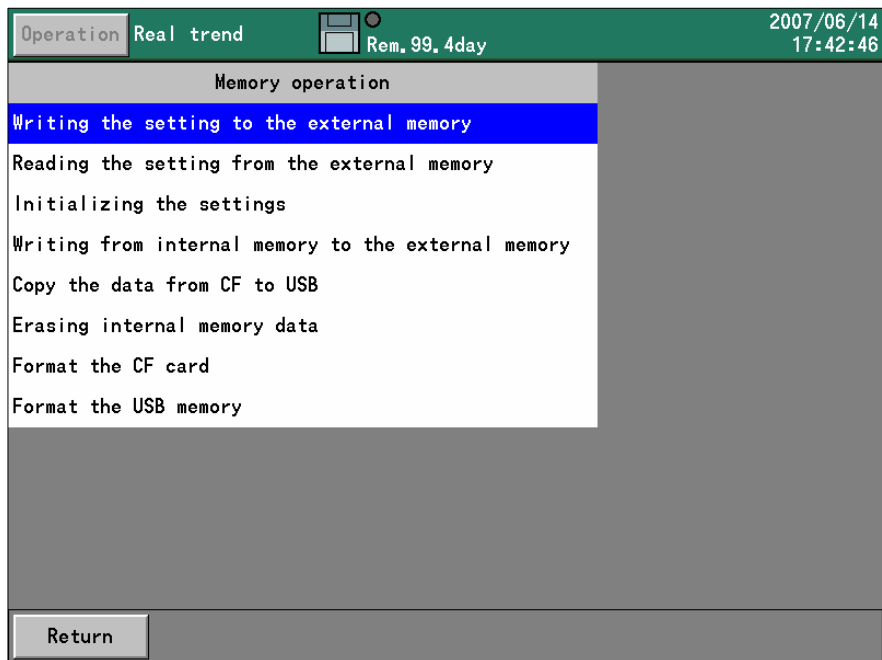 Operation Real trend
Rem. 99. 4day
2007/06/14
17:42:46
Memory operation
Writing the setting to the external memory
Reading the setting from the external memory
Initializing the settings
Writing from internal memory to the external memory
Copy the data from CF to USB
Erasing internal memory data
Format the CF card
Format the USB memory
Return